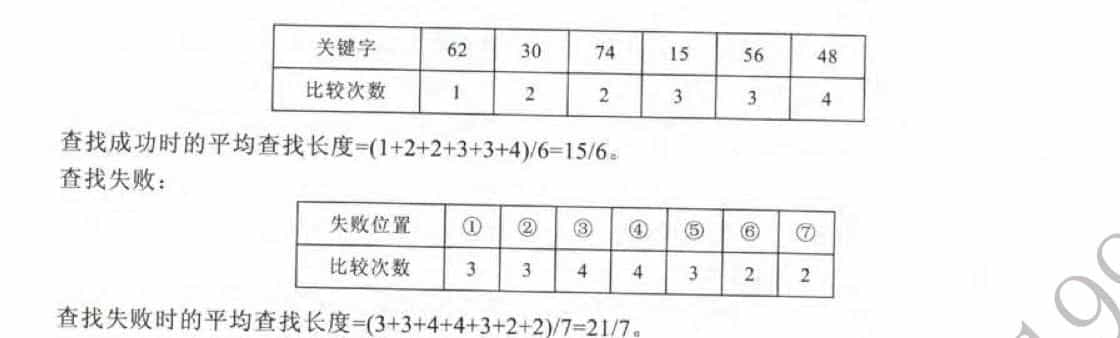 关键字 62 30 74 15 56 48
比较次数 1 2 2 3 3 4
查找成功时的平均查找长度=(1+2+2+3+3+4)/6=15/6。
查找失败：
失败位置 ① ② ③ ④ ⑤ ⑥ ⑦
比较次数 3 3 4 4 3 2 2
查找失败时的平均查找长度=(3+3+4+4+3+2+2)/7=21/7。